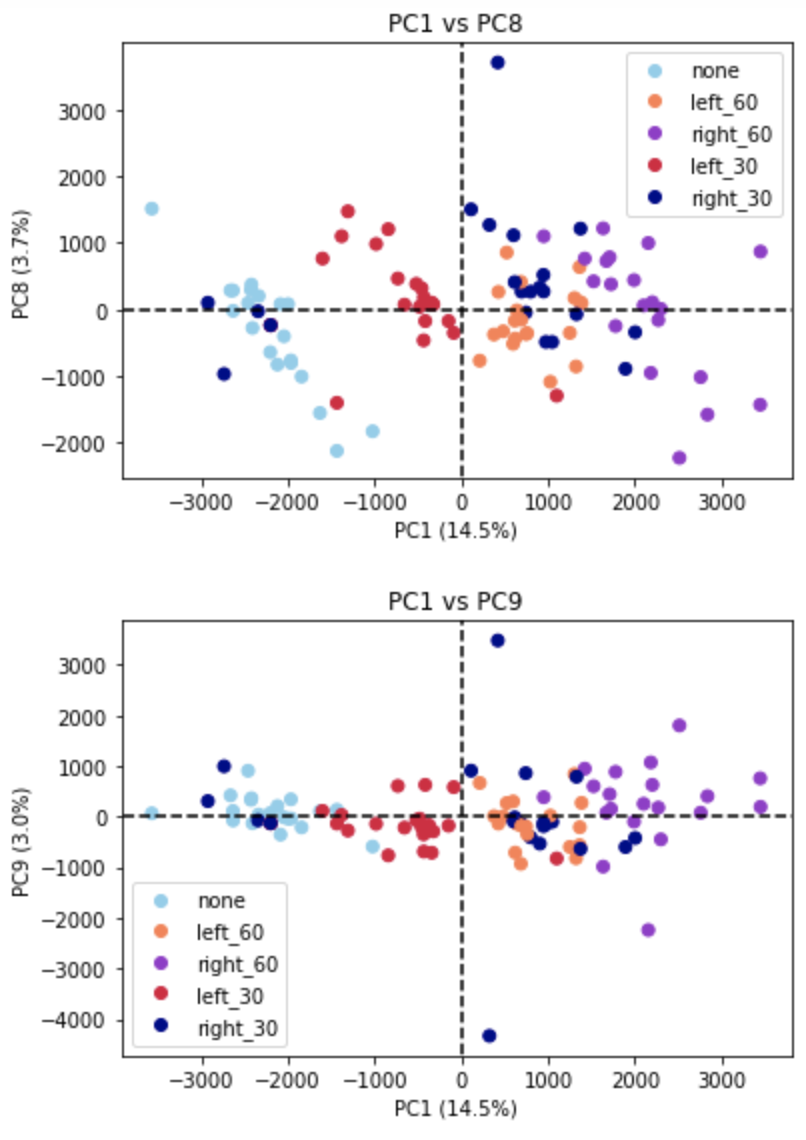 PC1 vs PC8
3000
2000
1000
0
−1000
−2000
PC8 (3.7%)
none
left_60
right_60
left_30
right_30
−3000 −2000 −1000 0 1000 2000 3000
PC1 (14.5%)
PC1 vs PC9
3000
2000
1000
0
−1000
−2000
−3000
−4000
PC9 (3.0%)
none
left_60
right_60
left_30
right_30
−3000 −2000 −1000 0 1000 2000 3000
PC1 (14.5%)